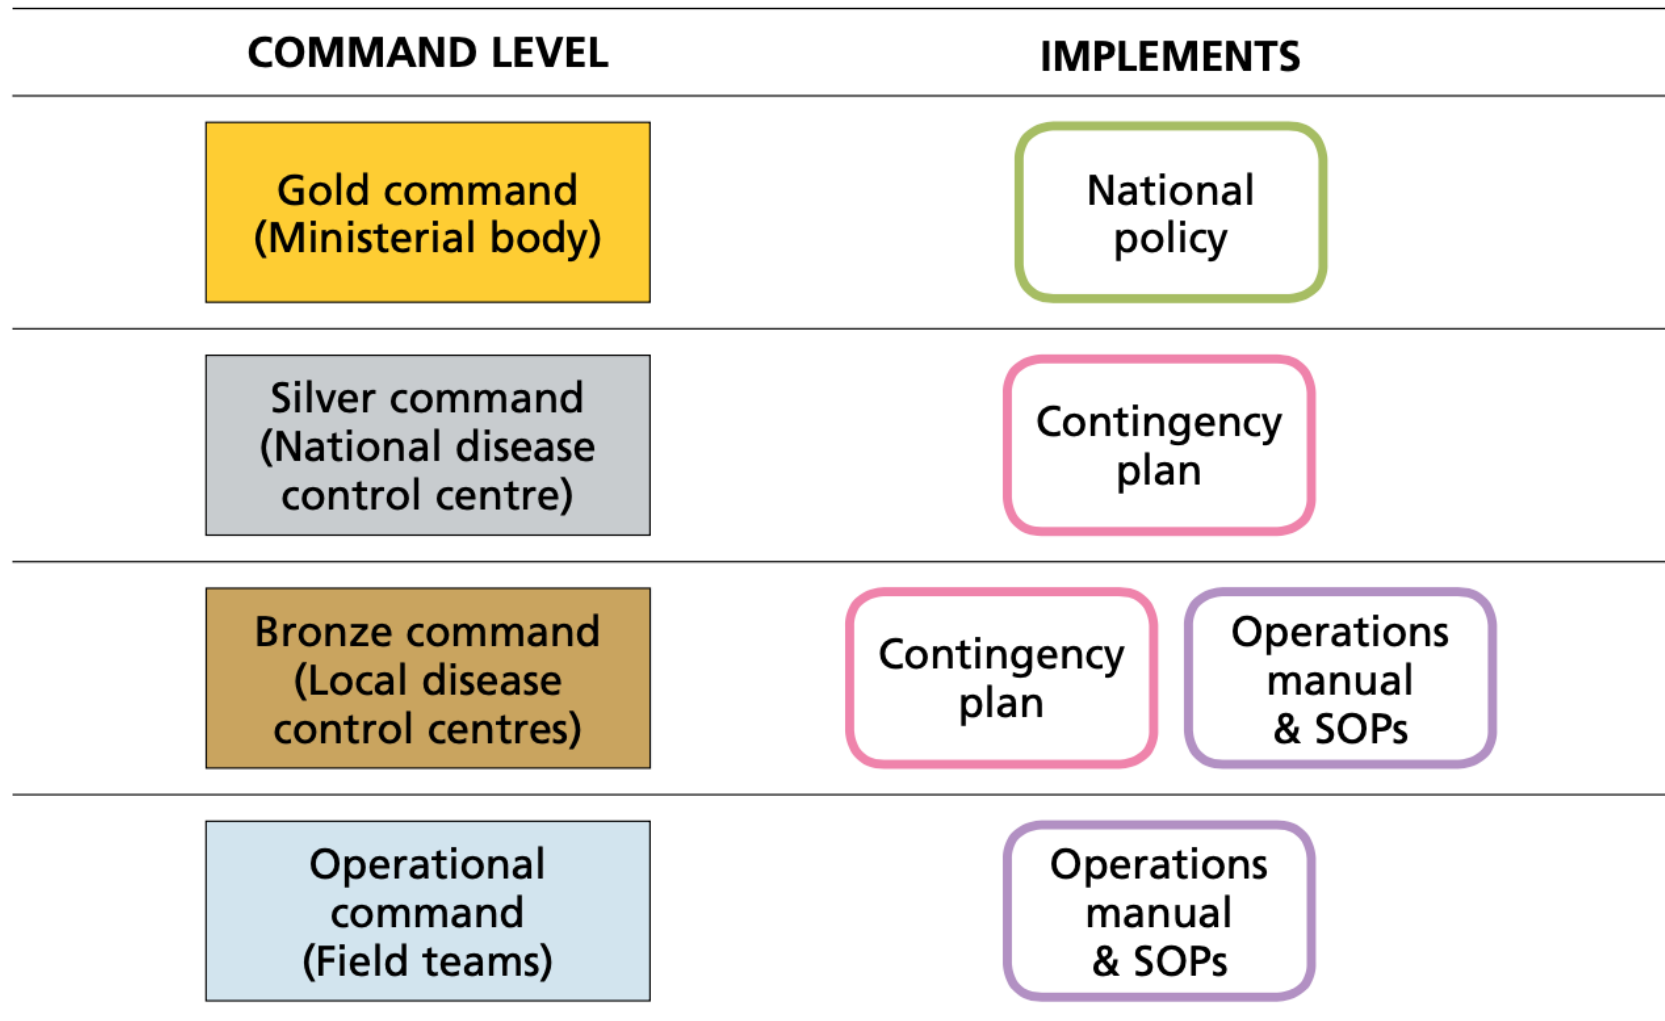 COMMAND LEVEL
IMPLEMENTS
Gold command
(Ministerial body)
National
policy
Silver command
(National disease
control centre)
Contingency
plan
Bronze command
(Local disease
control centres)
Contingency
plan
Operations
manual
& SOPs
Operational
command
(Field teams)
Operations
manual
& SOPs